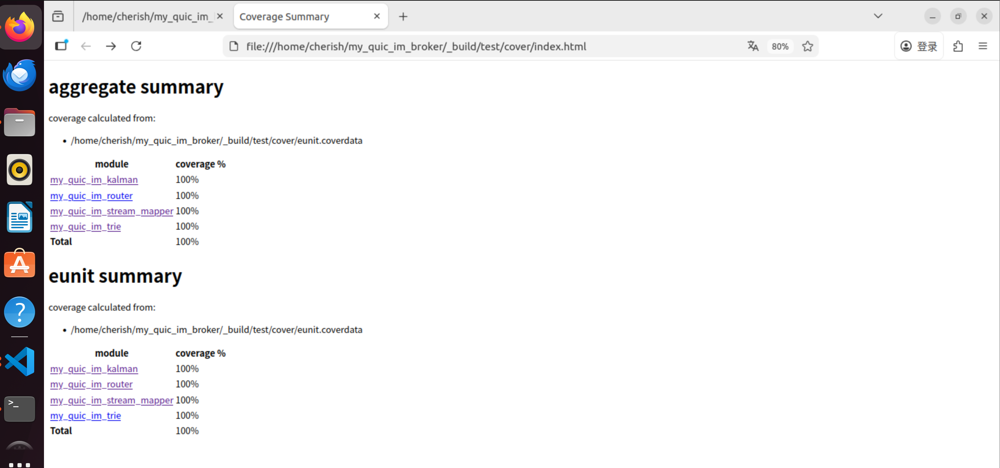 /home/cherish/my_quic_im_
Coverage Summary
file:///home/cherish/my_quic_im_broker/_build/test/cover/index.html
80%
登录
aggregate summary
coverage calculated from:
• /home/cherish/my_quic_im_broker/_build/test/cover/eunit.coverdata
module coverage %
my_quic_im_kalman 100%
my_quic_im_router 100%
my_quic_im_stream_mapper 100%
my_quic_im_trie 100%
Total 100%
eunit summary
coverage calculated from:
• /home/cherish/my_quic_im_broker/_build/test/cover/eunit.coverdata
module coverage %
my_quic_im_kalman 100%
my_quic_im_router 100%
my_quic_im_stream_mapper 100%
my_quic_im_trie 100%
Total 100%